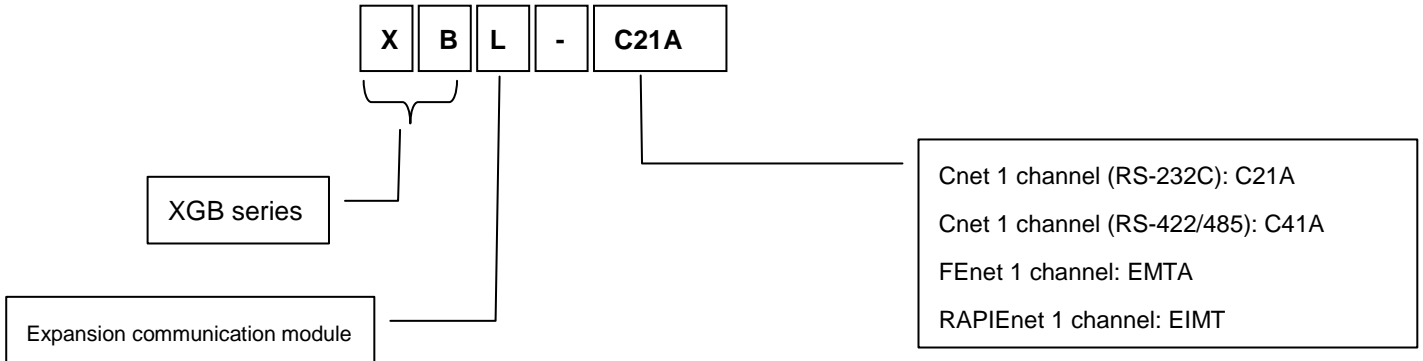 X B L - C21A
XGB series
Expansion communication module
Cnet 1 channel (RS-232C): C21A
Cnet 1 channel (RS-422/485): C41A
FEnet 1 channel: EMTA
RAPIEnet 1 channel: EIMT